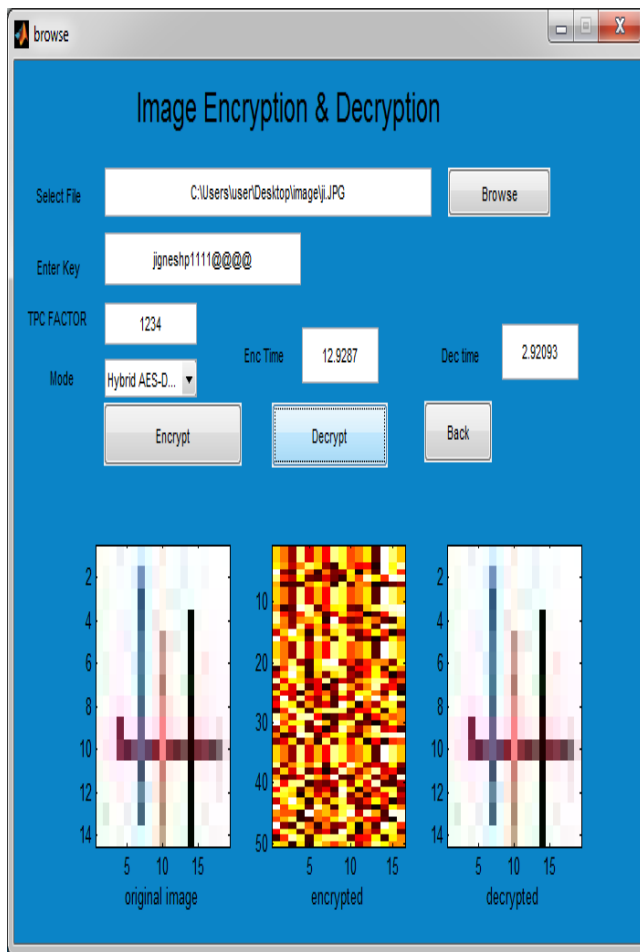 browse
Image Encryption & Decryption
Select File
C:\Users\user\Desktop\image\ji.JPG
Browse
Enter Key
jigneshp1111@@@@
TPC FACTOR
1234
Enc Time
12.9287
Dec time
2.92093
Mode
Hybrid AES-D...
Encrypt
Decrypt
Back
2
4
6
8
10
12
14
5 10 15
original image
10
20
30
40
50
5 10 15
encrypted
2
4
6
8
10
12
14
5 10 15
decrypted